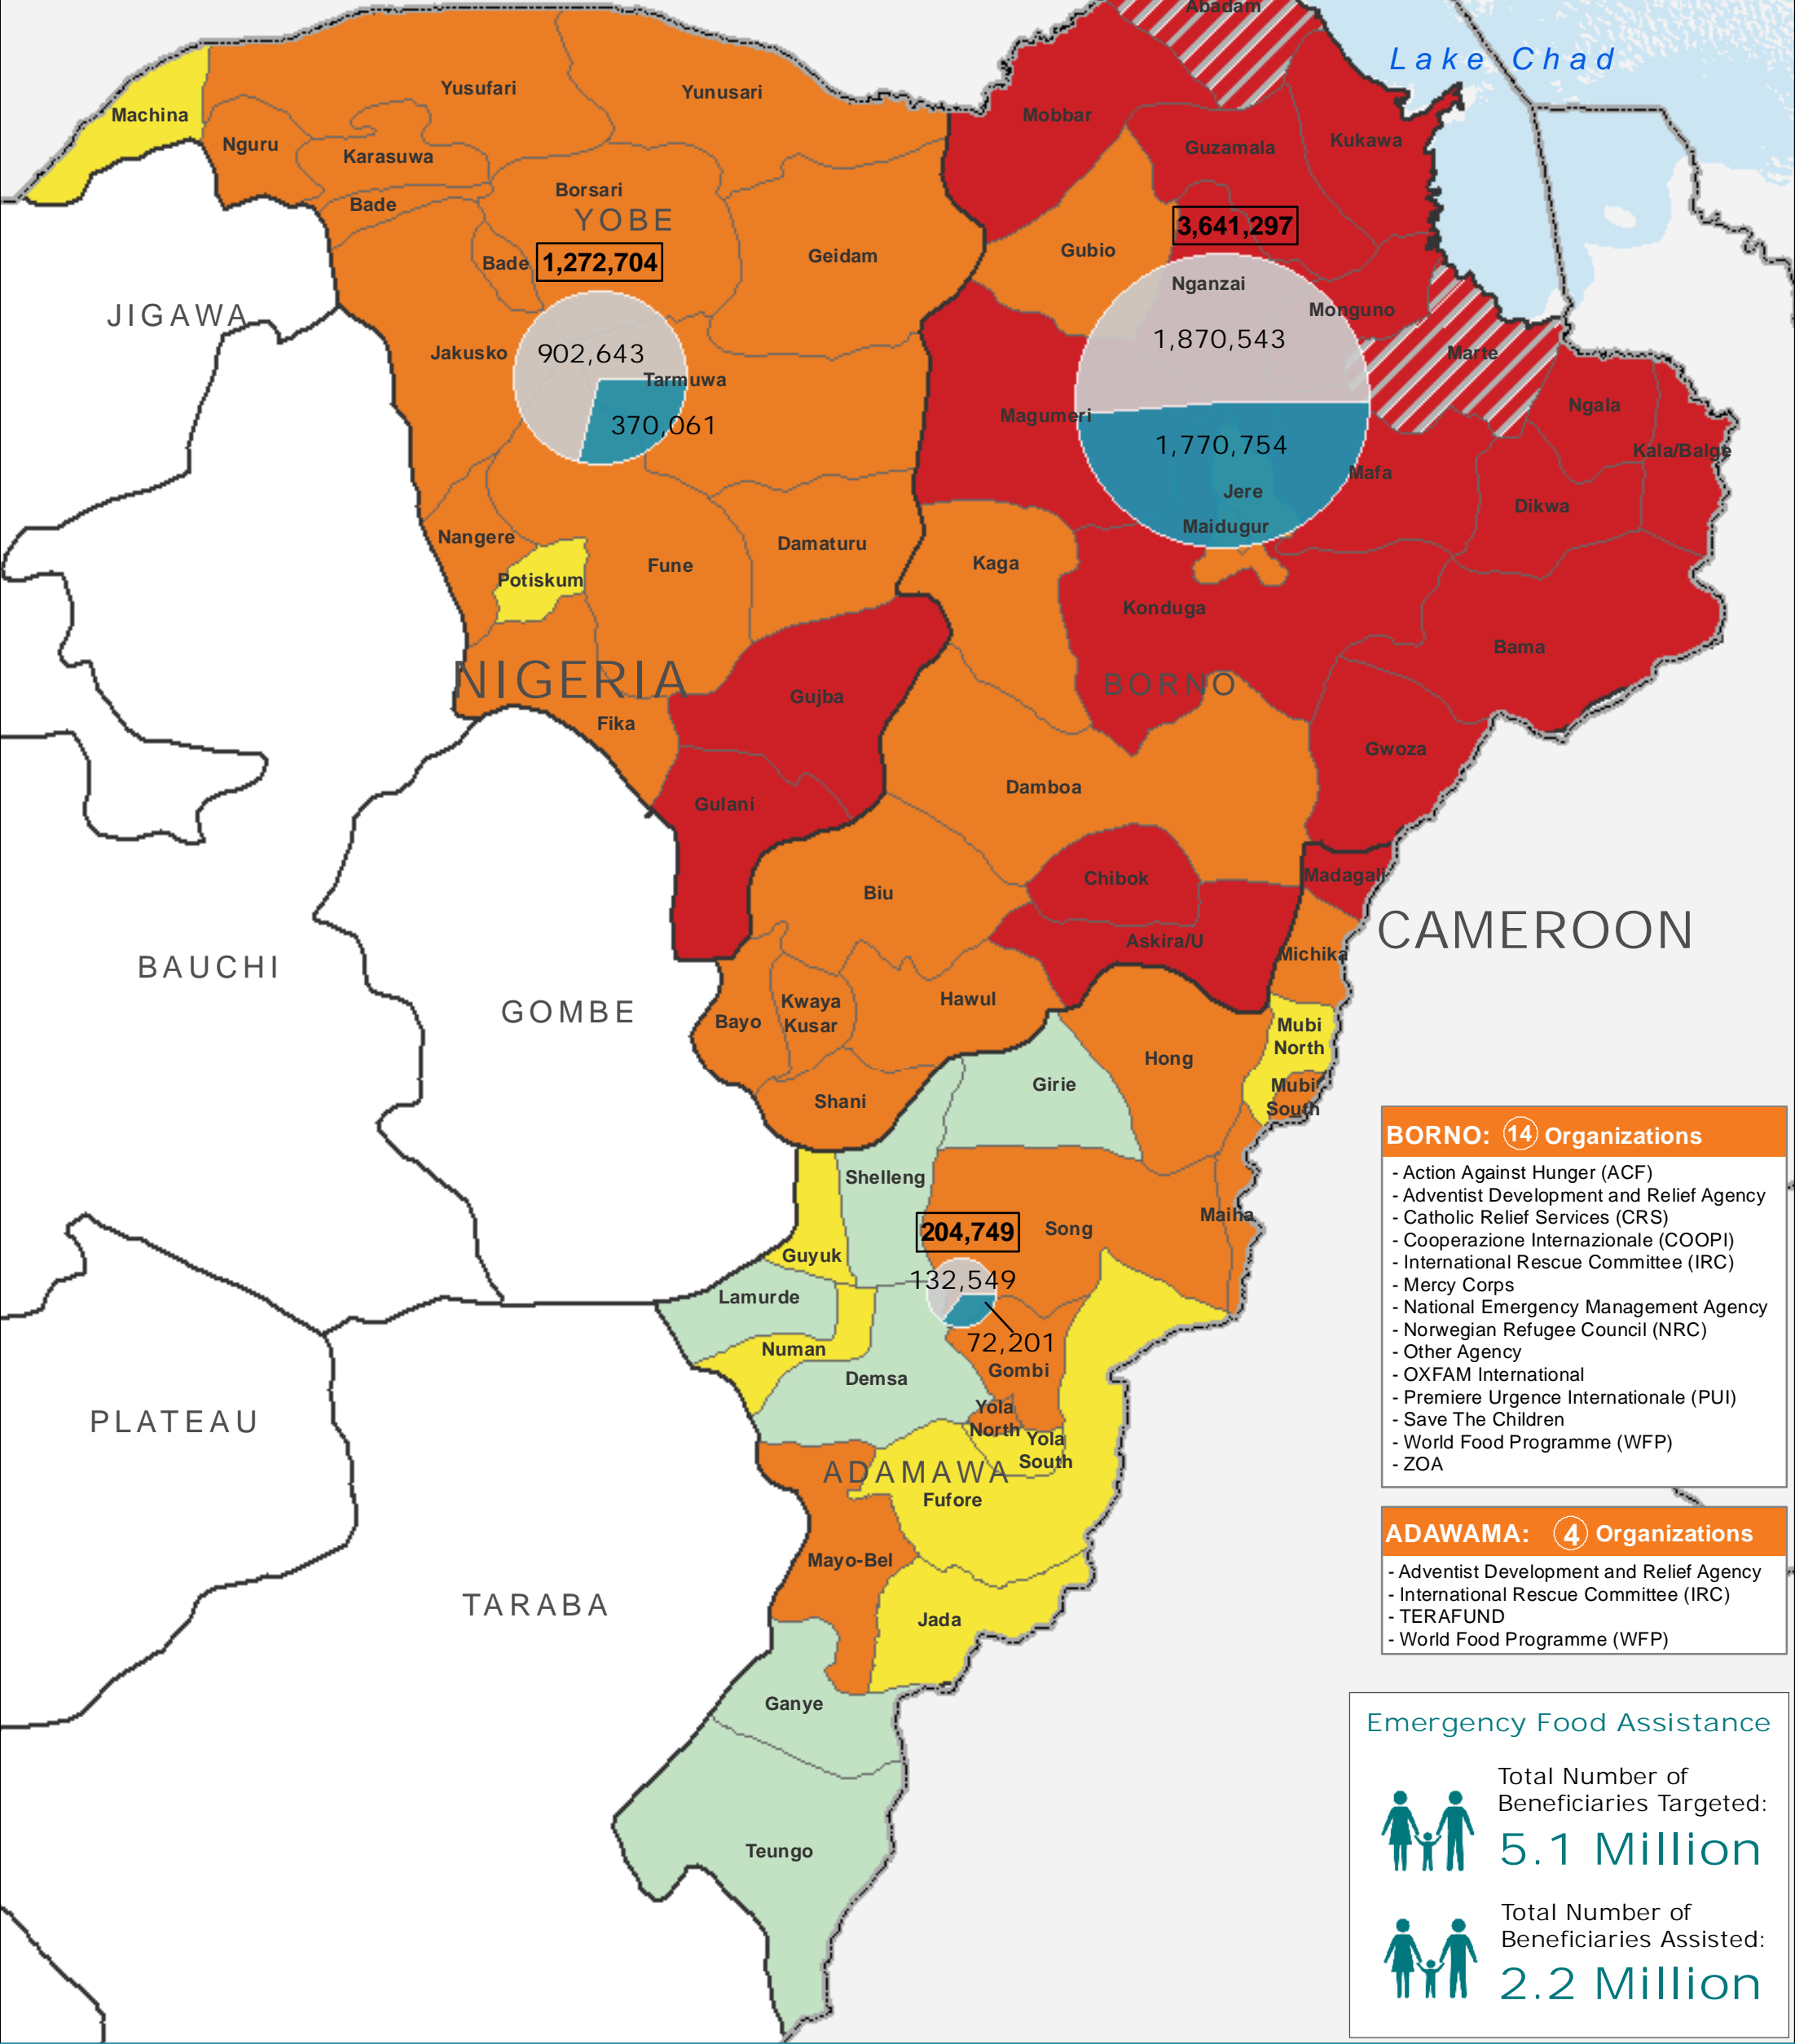 Abadam
Lake Chad
Machina
Yusufari
Yunusari
Mobbar
Nguru
Karasuwa
Guzamala
Kukawa
Borsari
Bade
YOBE
3,641,297
Bade
1,272,704
Geidam
Gubio
Nganzai
JIGAWA
Monguno
1,870,543
Jakusko
902,643
Marte
Tarmuwa
Ngala
Magumeri
370,061
1,770,754
Kala/Balge
Mafa
Jere
Dikwa
Maidugur
Nangere
Damaturu
Fune
Kaga
Potiskum
Konduga
Bama
NIGERIA
BORNO
Gujba
Fika
Gwoza
Damboa
Gulani
Madagali
Chibok
Biu
CAMEROON
Askira/U
Michika
BAUCHI
GOMBE
Kwaya
Kusar
Hawul
Bayo
Mubi
North
Hong
Girie
Mubi
South
Shani
BORNO: 14 Organizations
- Action Against Hunger (ACF)
- Adventist Development and Relief Agency
- Catholic Relief Services (CRS)
- Cooperazione Internazionale (COOPI)
- International Rescue Committee (IRC)
- Mercy Corps
- National Emergency Management Agency
- Norwegian Refugee Council (NRC)
- Other Agency
- OXFAM International
- Premiere Urgence Internationale (PUI)
- Save The Children
- World Food Programme (WFP)
- ZOA
Shelleng
Maiha
204,749
Song
Guyuk
132,549
Lamurde
72,201
Numan
Gombi
Demsa
Yola
North
PLATEAU
Yola
South
ADAMAWA
Fufore
ADAWAMA: 4 Organizations
- Adventist Development and Relief Agency
- International Rescue Committee (IRC)
- TERAFUND
- World Food Programme (WFP)
Mayo-Bel
TARABA
Jada
Ganye
Teungo
Emergency Food Assistance
Total Number of
Beneficiaries Targeted:
5.1 Million
Total Number of
Beneficiaries Assisted:
2.2 Million